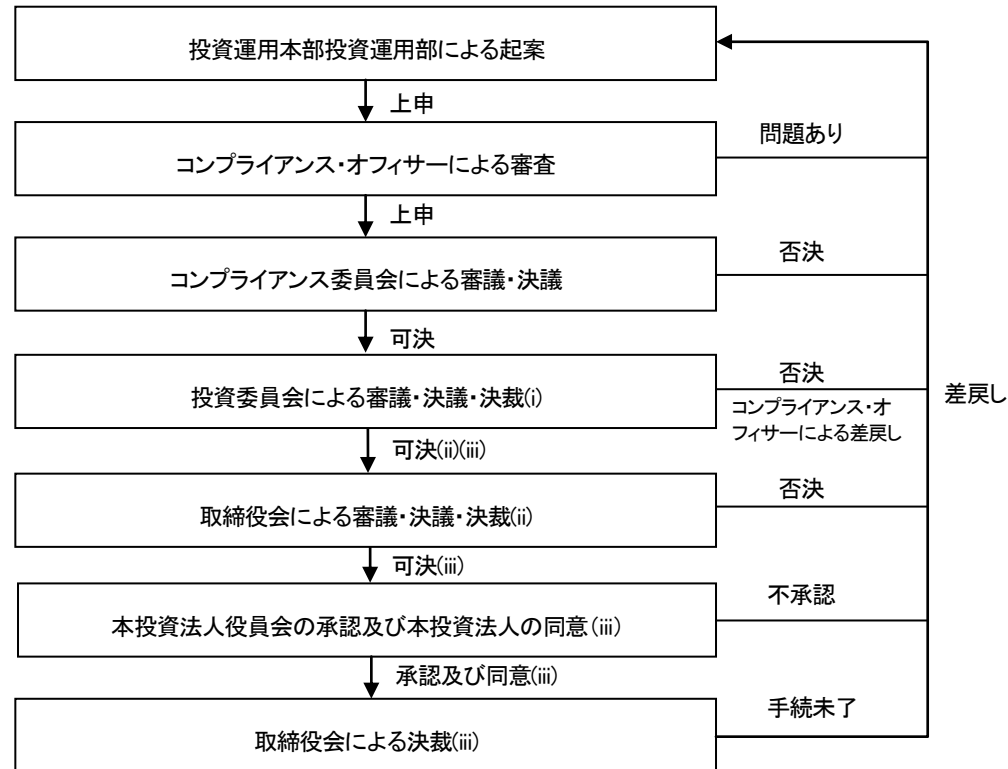 投資運用本部投資運用部による起案
上申
問題あり
コンプライアンス・オフィサーによる審査
上申
否決
コンプライアンス委員会による審議・決議
可決
否決
投資委員会による審議・決議・決裁(i)
コンプライアンス・オ
フィサーによる差戻し
差戻し
可決(ii)(iii)
否決
取締役会による審議・決議・決裁(ii)
可決(iii)
不承認
本投資法人役員会の承認及び本投資法人の同意(iii)
承認及び同意(iii)
手続未了
取締役会による決裁(iii)